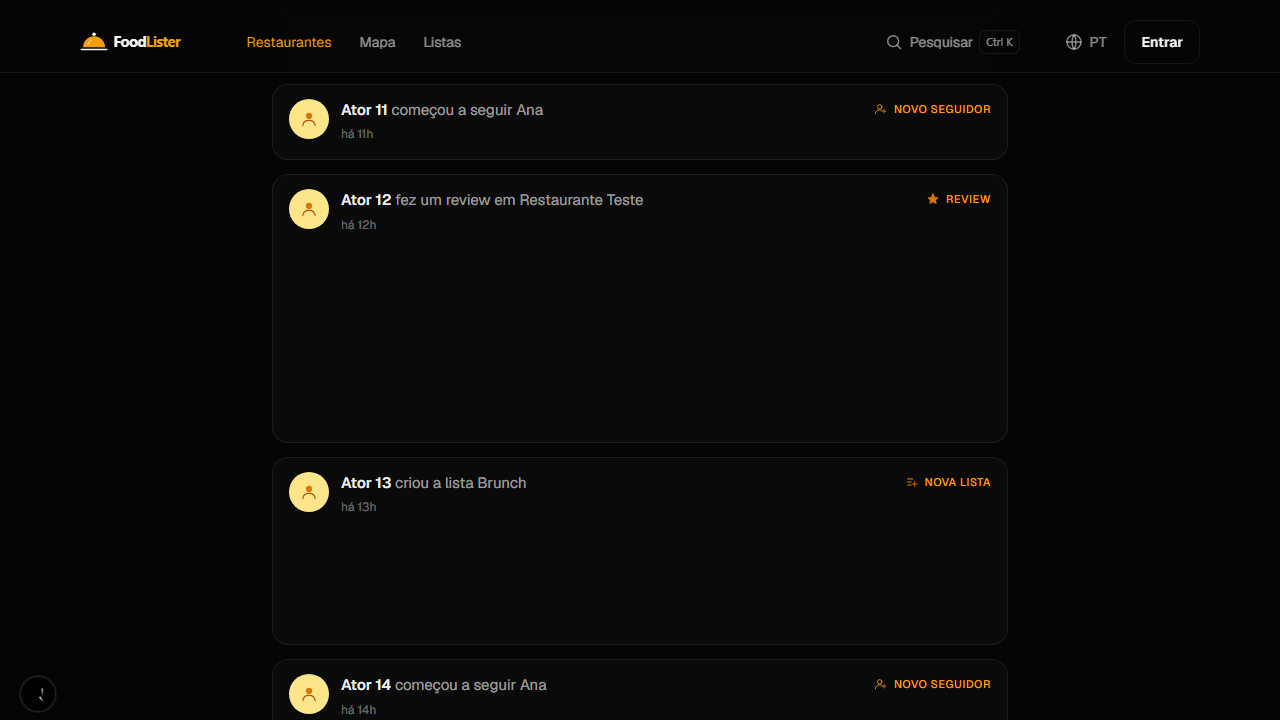 FoodLister Restaurantes Mapa Listas Pesquisar Ctrl K PT Entrar
Ator 11 começou a seguir Ana NOVO SEGUIDOR
há 11h
Ator 12 fez um review em Restaurante Teste REVIEW
há 12h
Ator 13 criou a lista Brunch NOVA LISTA
há 13h
Ator 14 começou a seguir Ana NOVO SEGUIDOR
há 14h